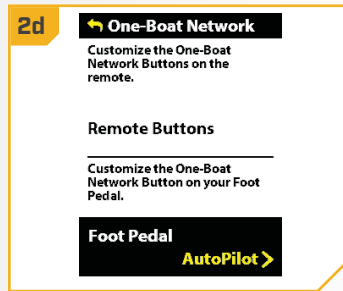 2d
One-Boat Network
Customize the One-Boat
Network Buttons on the
remote.
Remote Buttons
Customize the One-Boat
Network Button on your Foot
Pedal.
Foot Pedal
AutoPilot >